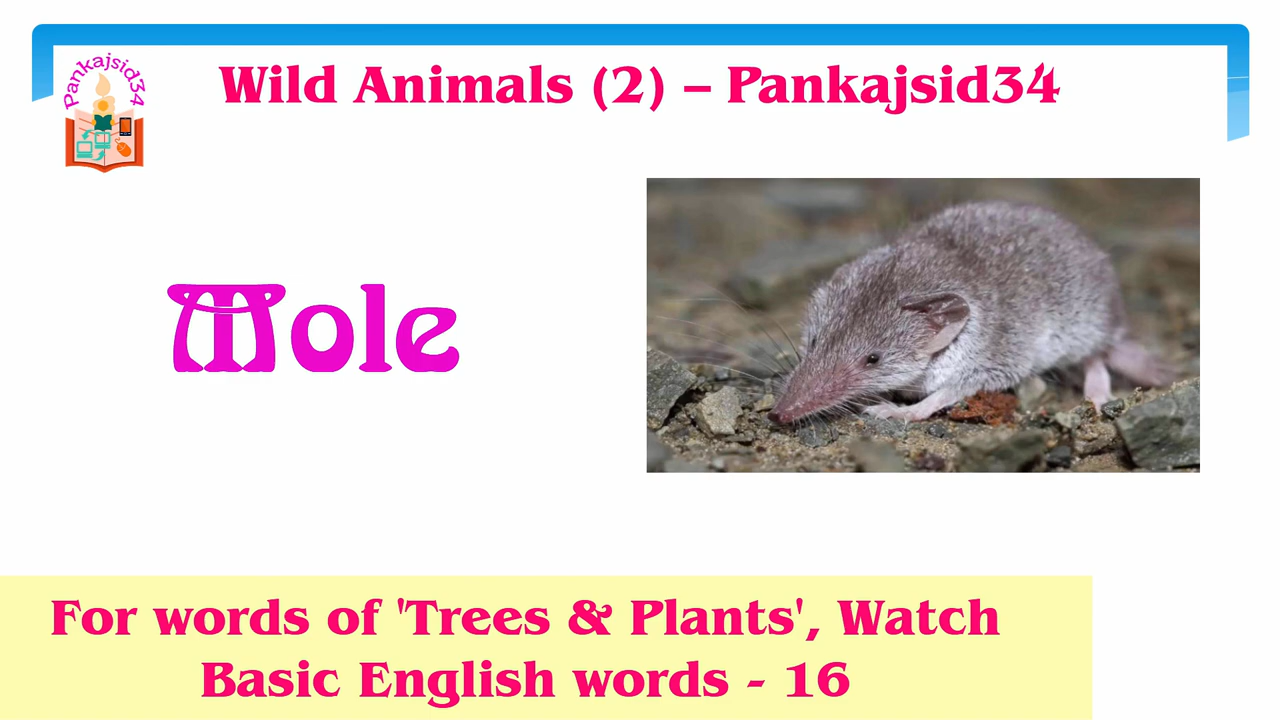 Pankajsid34
Wild Animals (2) – Pankajsid34
Mole
For words of 'Trees & Plants', Watch
Basic English words - 16